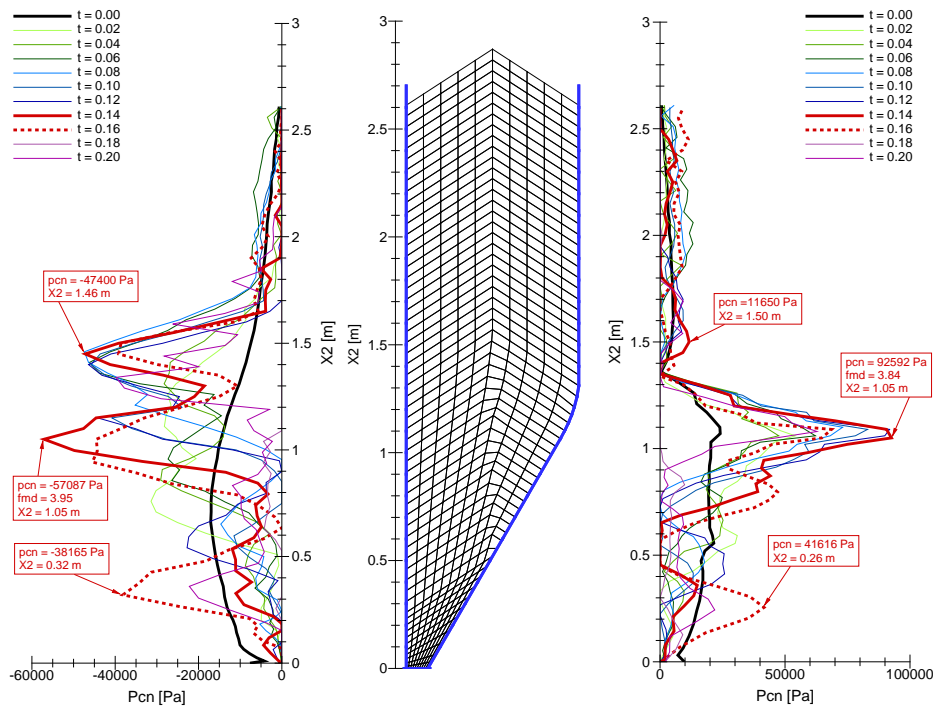 t = 0.00
t = 0.02
t = 0.04
t = 0.06
t = 0.08
t = 0.10
t = 0.12
t = 0.14
t = 0.16
t = 0.18
t = 0.20
3
2.5
2
1.5
1
0.5
0
X2 [m]
-60000
-40000
-20000
0
Pcn [Pa]
pcn = -47400 Pa
X2 = 1.46 m
pcn = -57087 Pa
fmd = 3.95
X2 = 1.05 m
pcn = -38165 Pa
X2 = 0.32 m
X2 [m]
3
2.5
2
1.5
1
0.5
0
t = 0.00
t = 0.02
t = 0.04
t = 0.06
t = 0.08
t = 0.10
t = 0.12
t = 0.14
t = 0.16
t = 0.18
t = 0.20
3
2.5
2
1.5
1
0.5
0
X2 [m]
pcn =11650 Pa
X2 = 1.50 m
pcn = 92592 Pa
fmd = 3.84
X2 = 1.05 m
pcn = 41616 Pa
X2 = 0.26 m
0
50000
100000
Pcn [Pa]